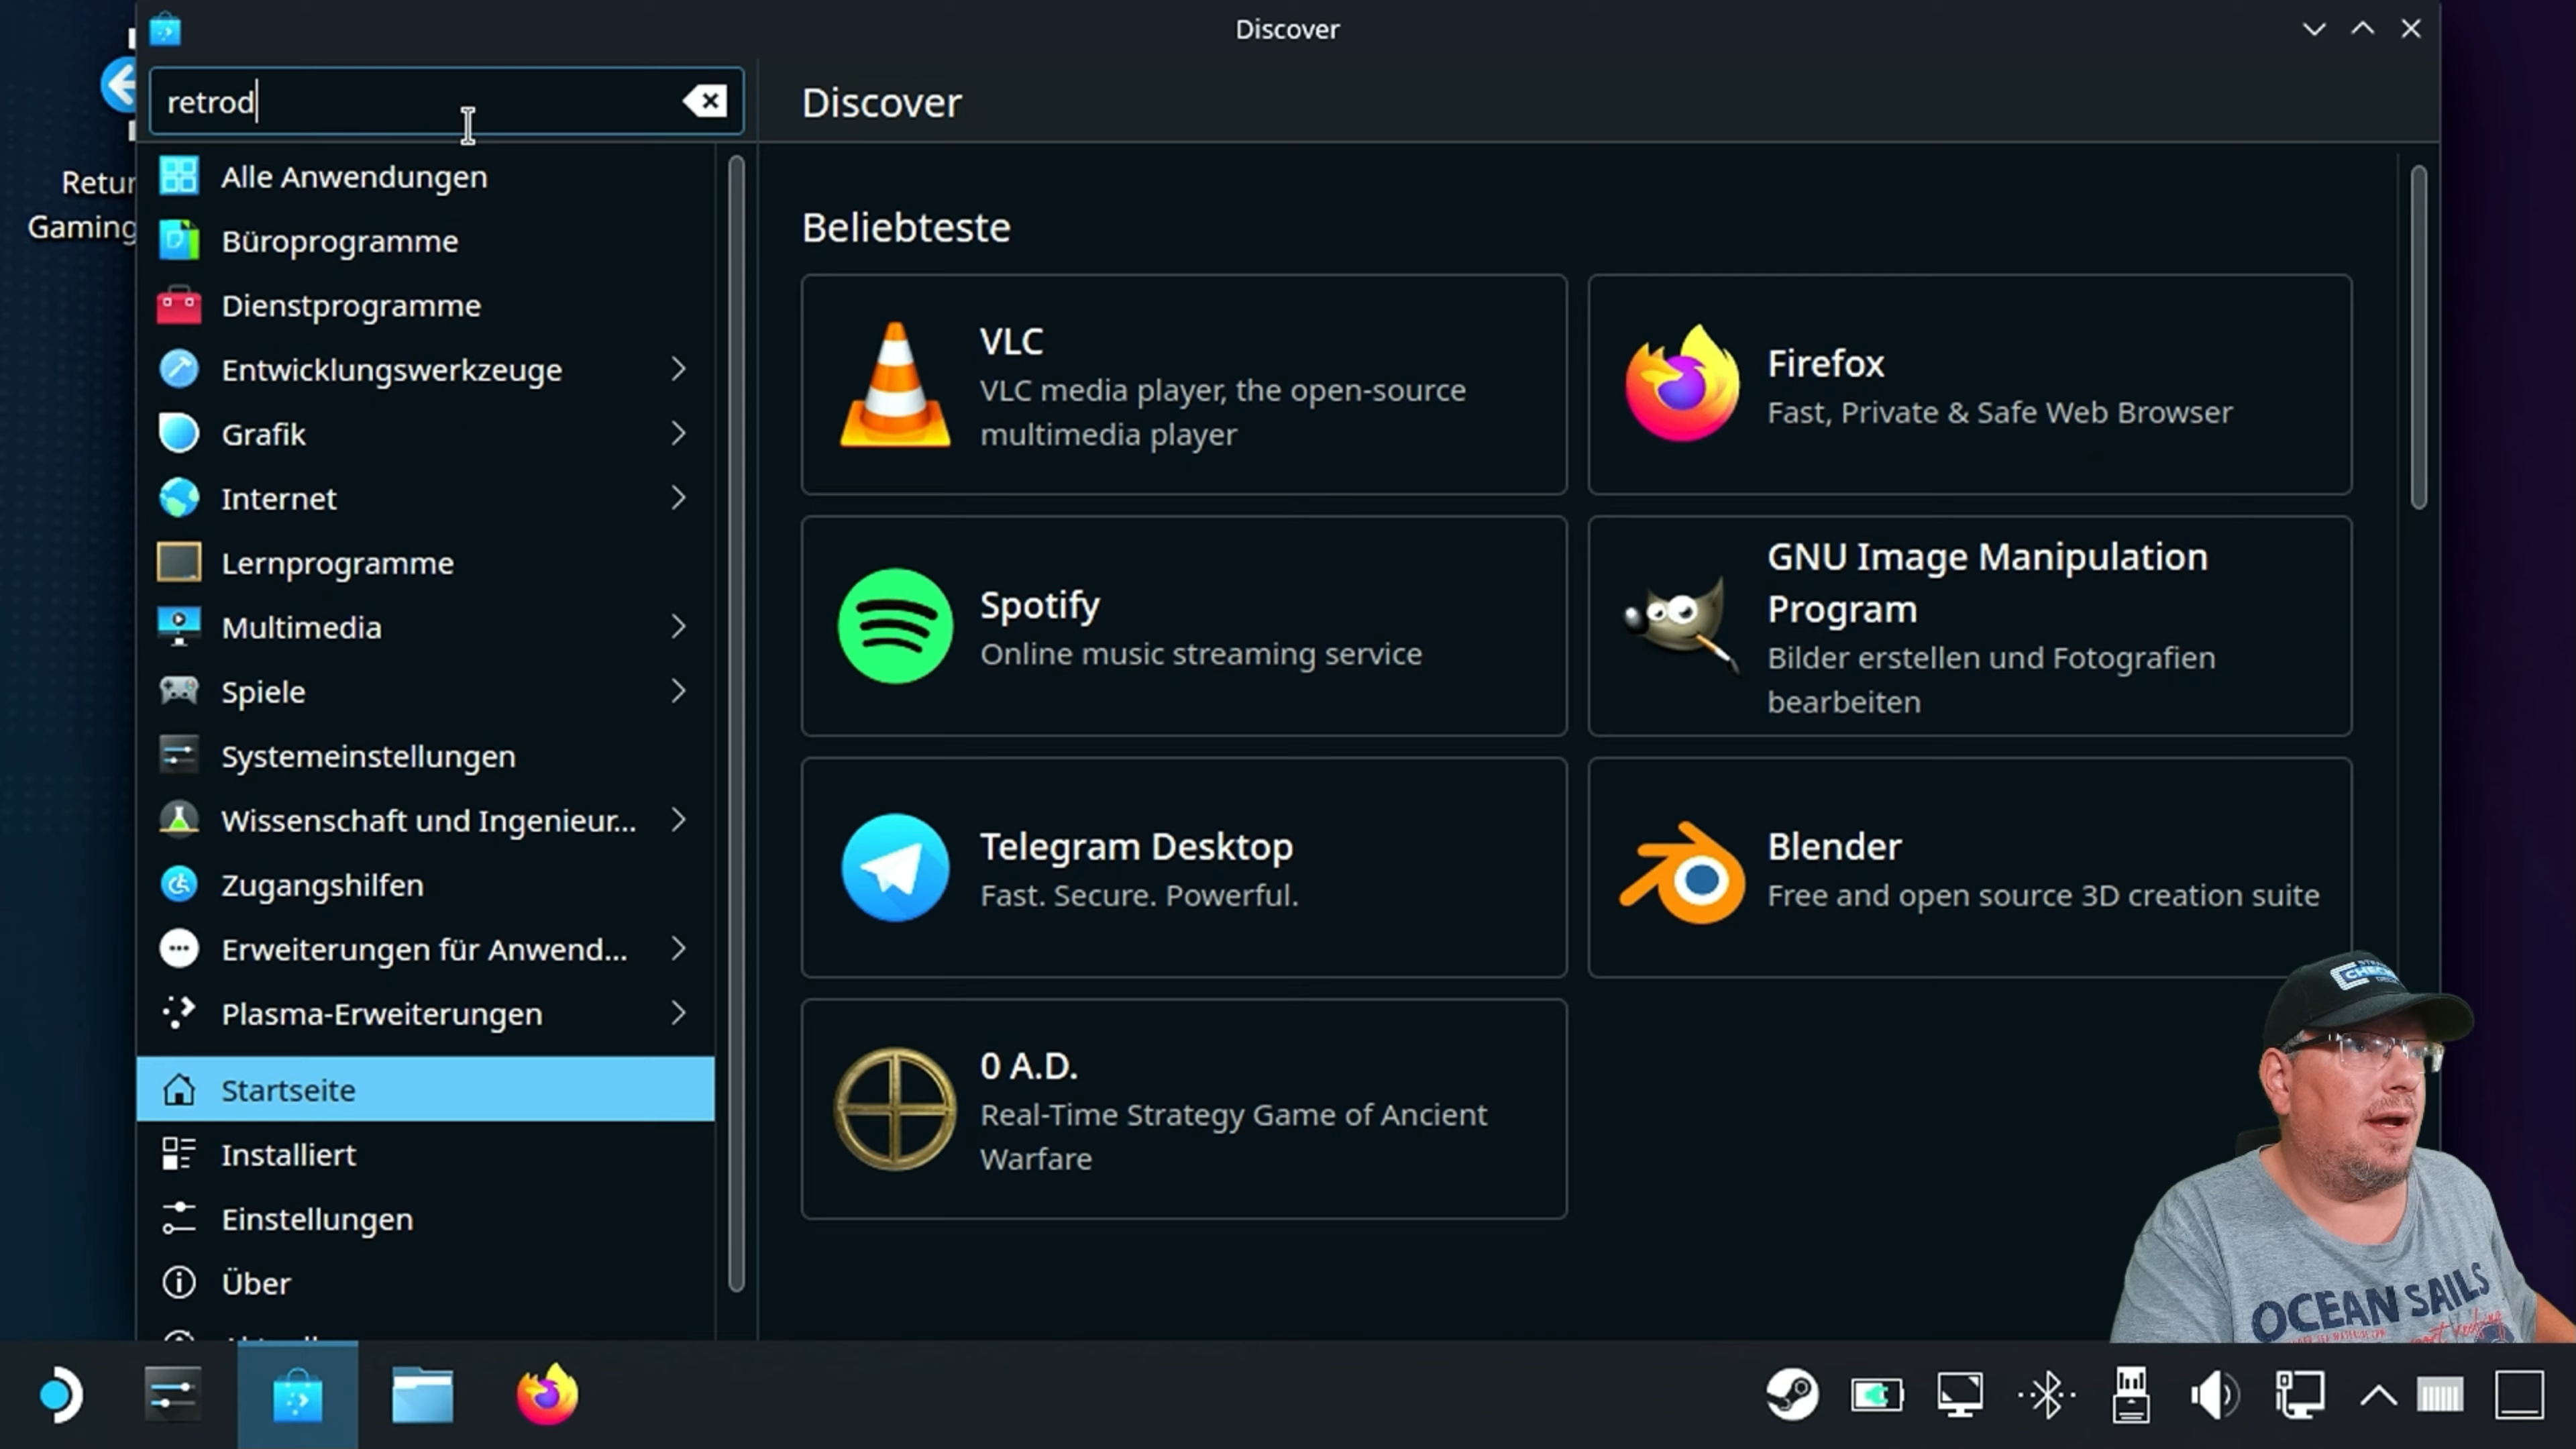 Discover
retrod
Discover
Retur
Gaming
Alle Anwendungen
Büroprogramme
Dienstprogramme
Entwicklungswerkzeuge
Grafik
Internet
Lernprogramme
Multimedia
Spiele
Systemeinstellungen
Wissenschaft und Ingenieur...
Zugangshilfen
Erweiterungen für Anwend...
Plasma-Erweiterungen
Startseite
Installiert
Einstellungen
Über
Beliebteste
VLC
VLC media player, the open-source
multimedia player
Firefox
Fast, Private & Safe Web Browser
Spotify
Online music streaming service
GNU Image Manipulation
Program
Bilder erstellen und Fotografien
bearbeiten
Telegram Desktop
Fast. Secure. Powerful.
Blender
Free and open source 3D creation suite
0 A.D.
Real-Time Strategy Game of Ancient
Warfare
OCEAN SAILS